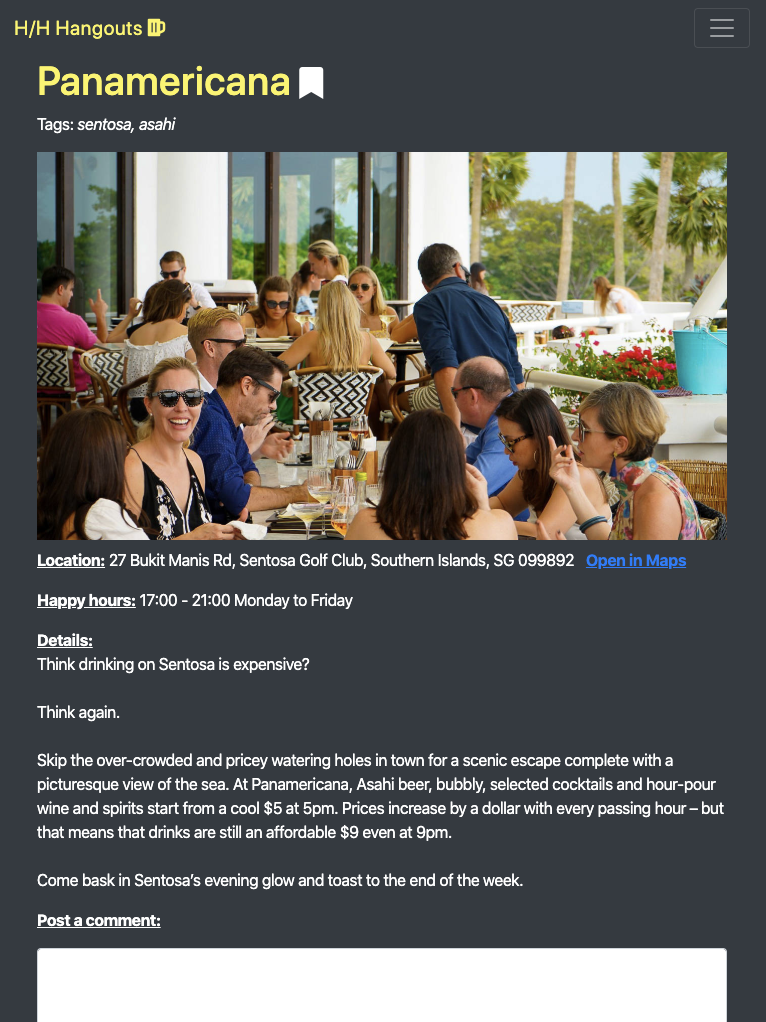 H/H Hangouts
Panamericana
Tags: sentosa, asahi
Location: 27 Bukit Manis Rd, Sentosa Golf Club, Southern Islands, SG 099892 Open in Maps
Happy hours: 17:00 - 21:00 Monday to Friday
Details:
Think drinking on Sentosa is expensive?
Think again.
Skip the over-crowded and pricey watering holes in town for a scenic escape complete with a
picturesque view of the sea. At Panamericana, Asahi beer, bubbly, selected cocktails and hour-pour
wine and spirits start from a cool $5 at 5pm. Prices increase by a dollar with every passing hour – but
that means that drinks are still an affordable $9 even at 9pm.
Come bask in Sentosa’s evening glow and toast to the end of the week.
Post a comment: